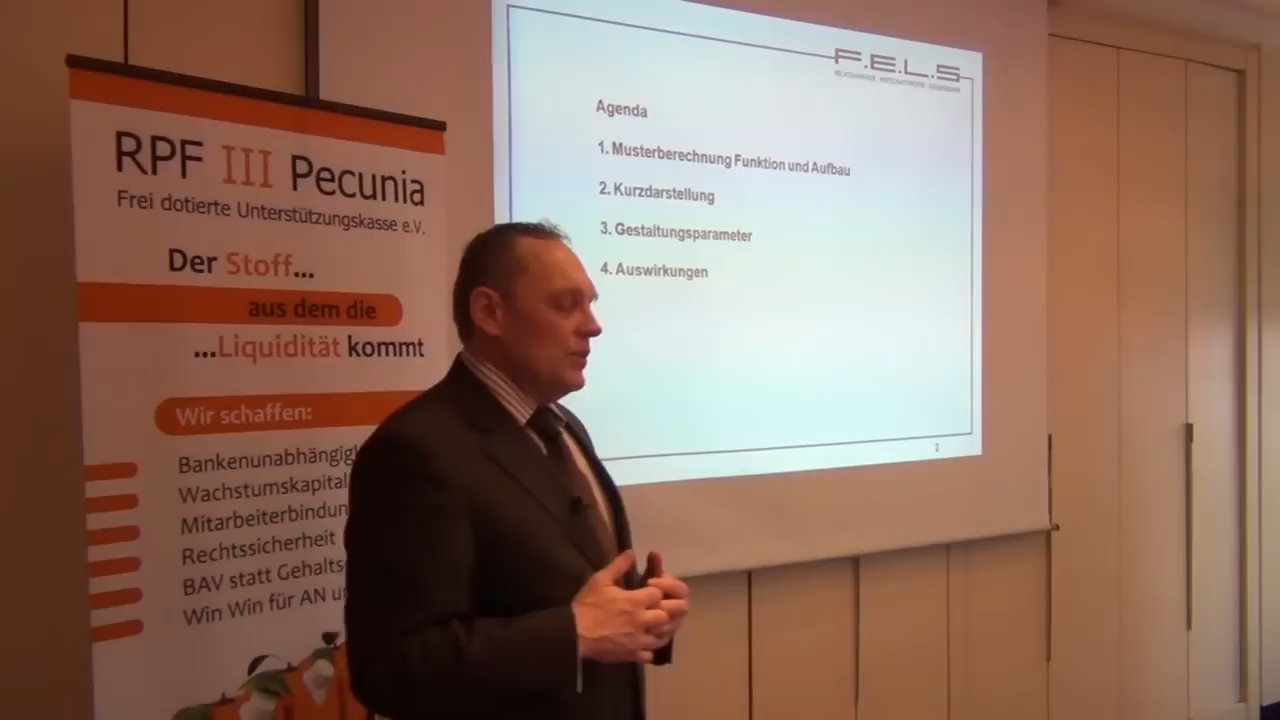 RPF III Pecunia
Frei dotierte Unterstützungskasse e.V.
Der Stoff...
aus dem die
...Liquidität kommt
Wir schaffen:
Bankenunabhängig
Wachstumskapital
Mitarbeiterbindun
Rechtssicherheit
BAV statt Gehalts
Win Win für AN u
F.E.L.S
Agenda
1. Musterberechnung Funktion und Aufbau
2. Kurzdarstellung
3. Gestaltungsparameter
4. Auswirkungen